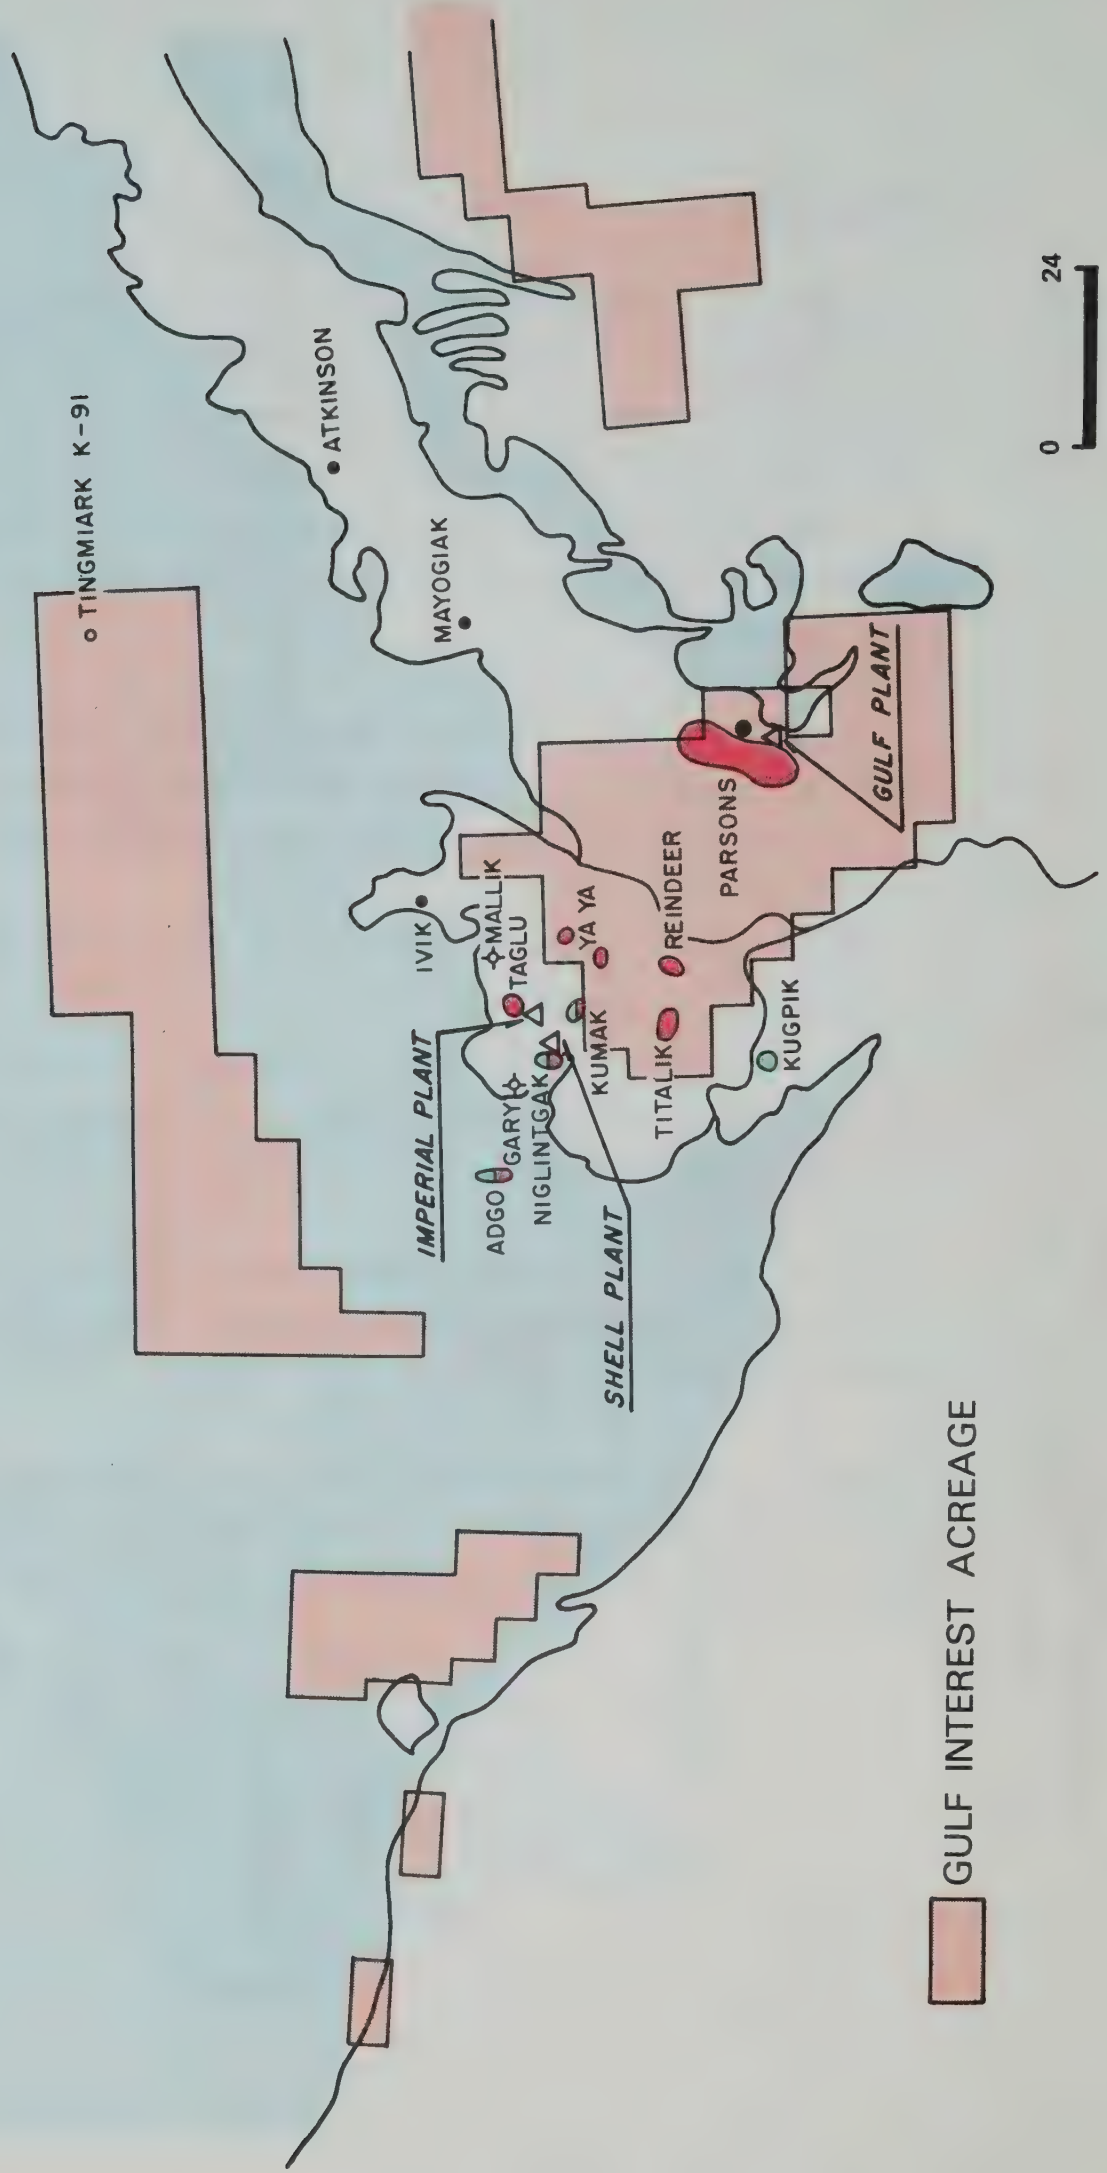 TINGMIARK K-91
ATKINSON
MAYOGIAK
IVIK
MALLIK
TAGLU
IMPERIAL PLANT
ADGO
GARY
NIGLINTGAK
YA YA
KUMAK
REINDEER
TITALIK
PARSONS
KUGPIK
SHELL PLANT
GULF PLANT
GULF INTEREST ACREAGE
0 24